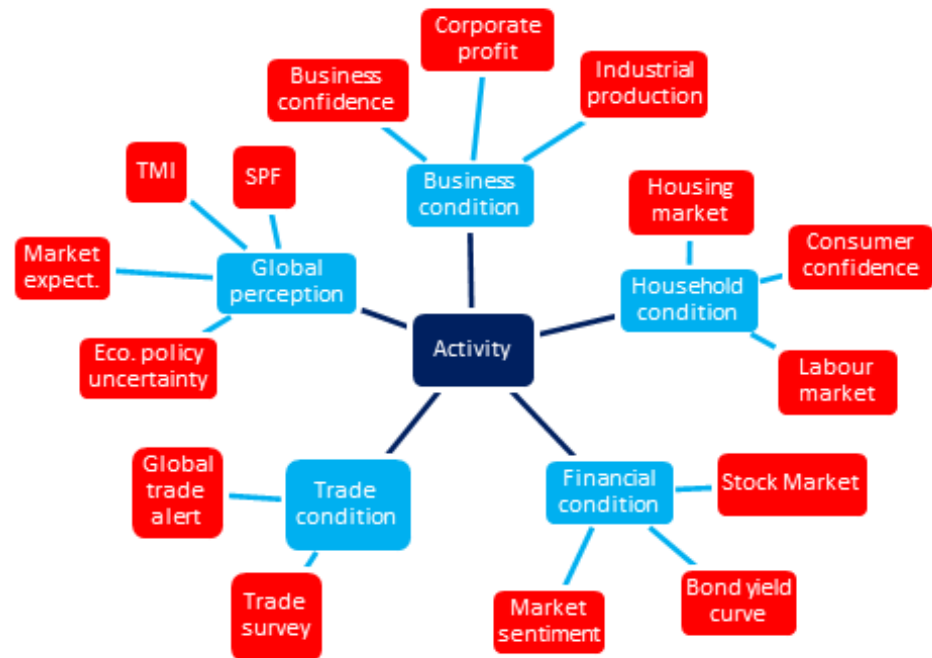 Corporate
profit
Business
confidence
Industrial
production
TMI
SPF
Business
condition
Housing
market
Market
expect.
Global
perception
Consumer
confidence
Household
condition
Activity
Eco. policy
uncertainty
Labour
market
Global
trade
alert
Trade
condition
Financial
condition
Stock Market
Trade
survey
Market
sentiment
Bond yield
curve